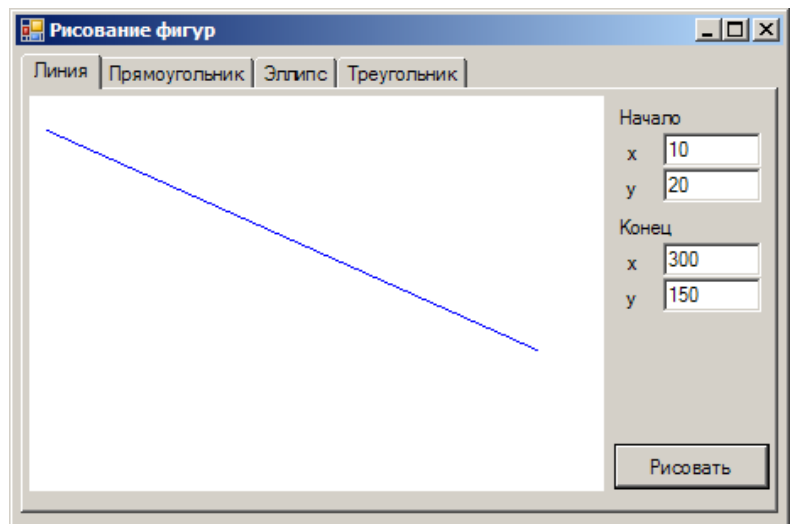 Рисование фигур
Линия Прямоугольник Эллипс Треугольник
Начало
x 10
y 20
Конец
x 300
y 150
Рисовать